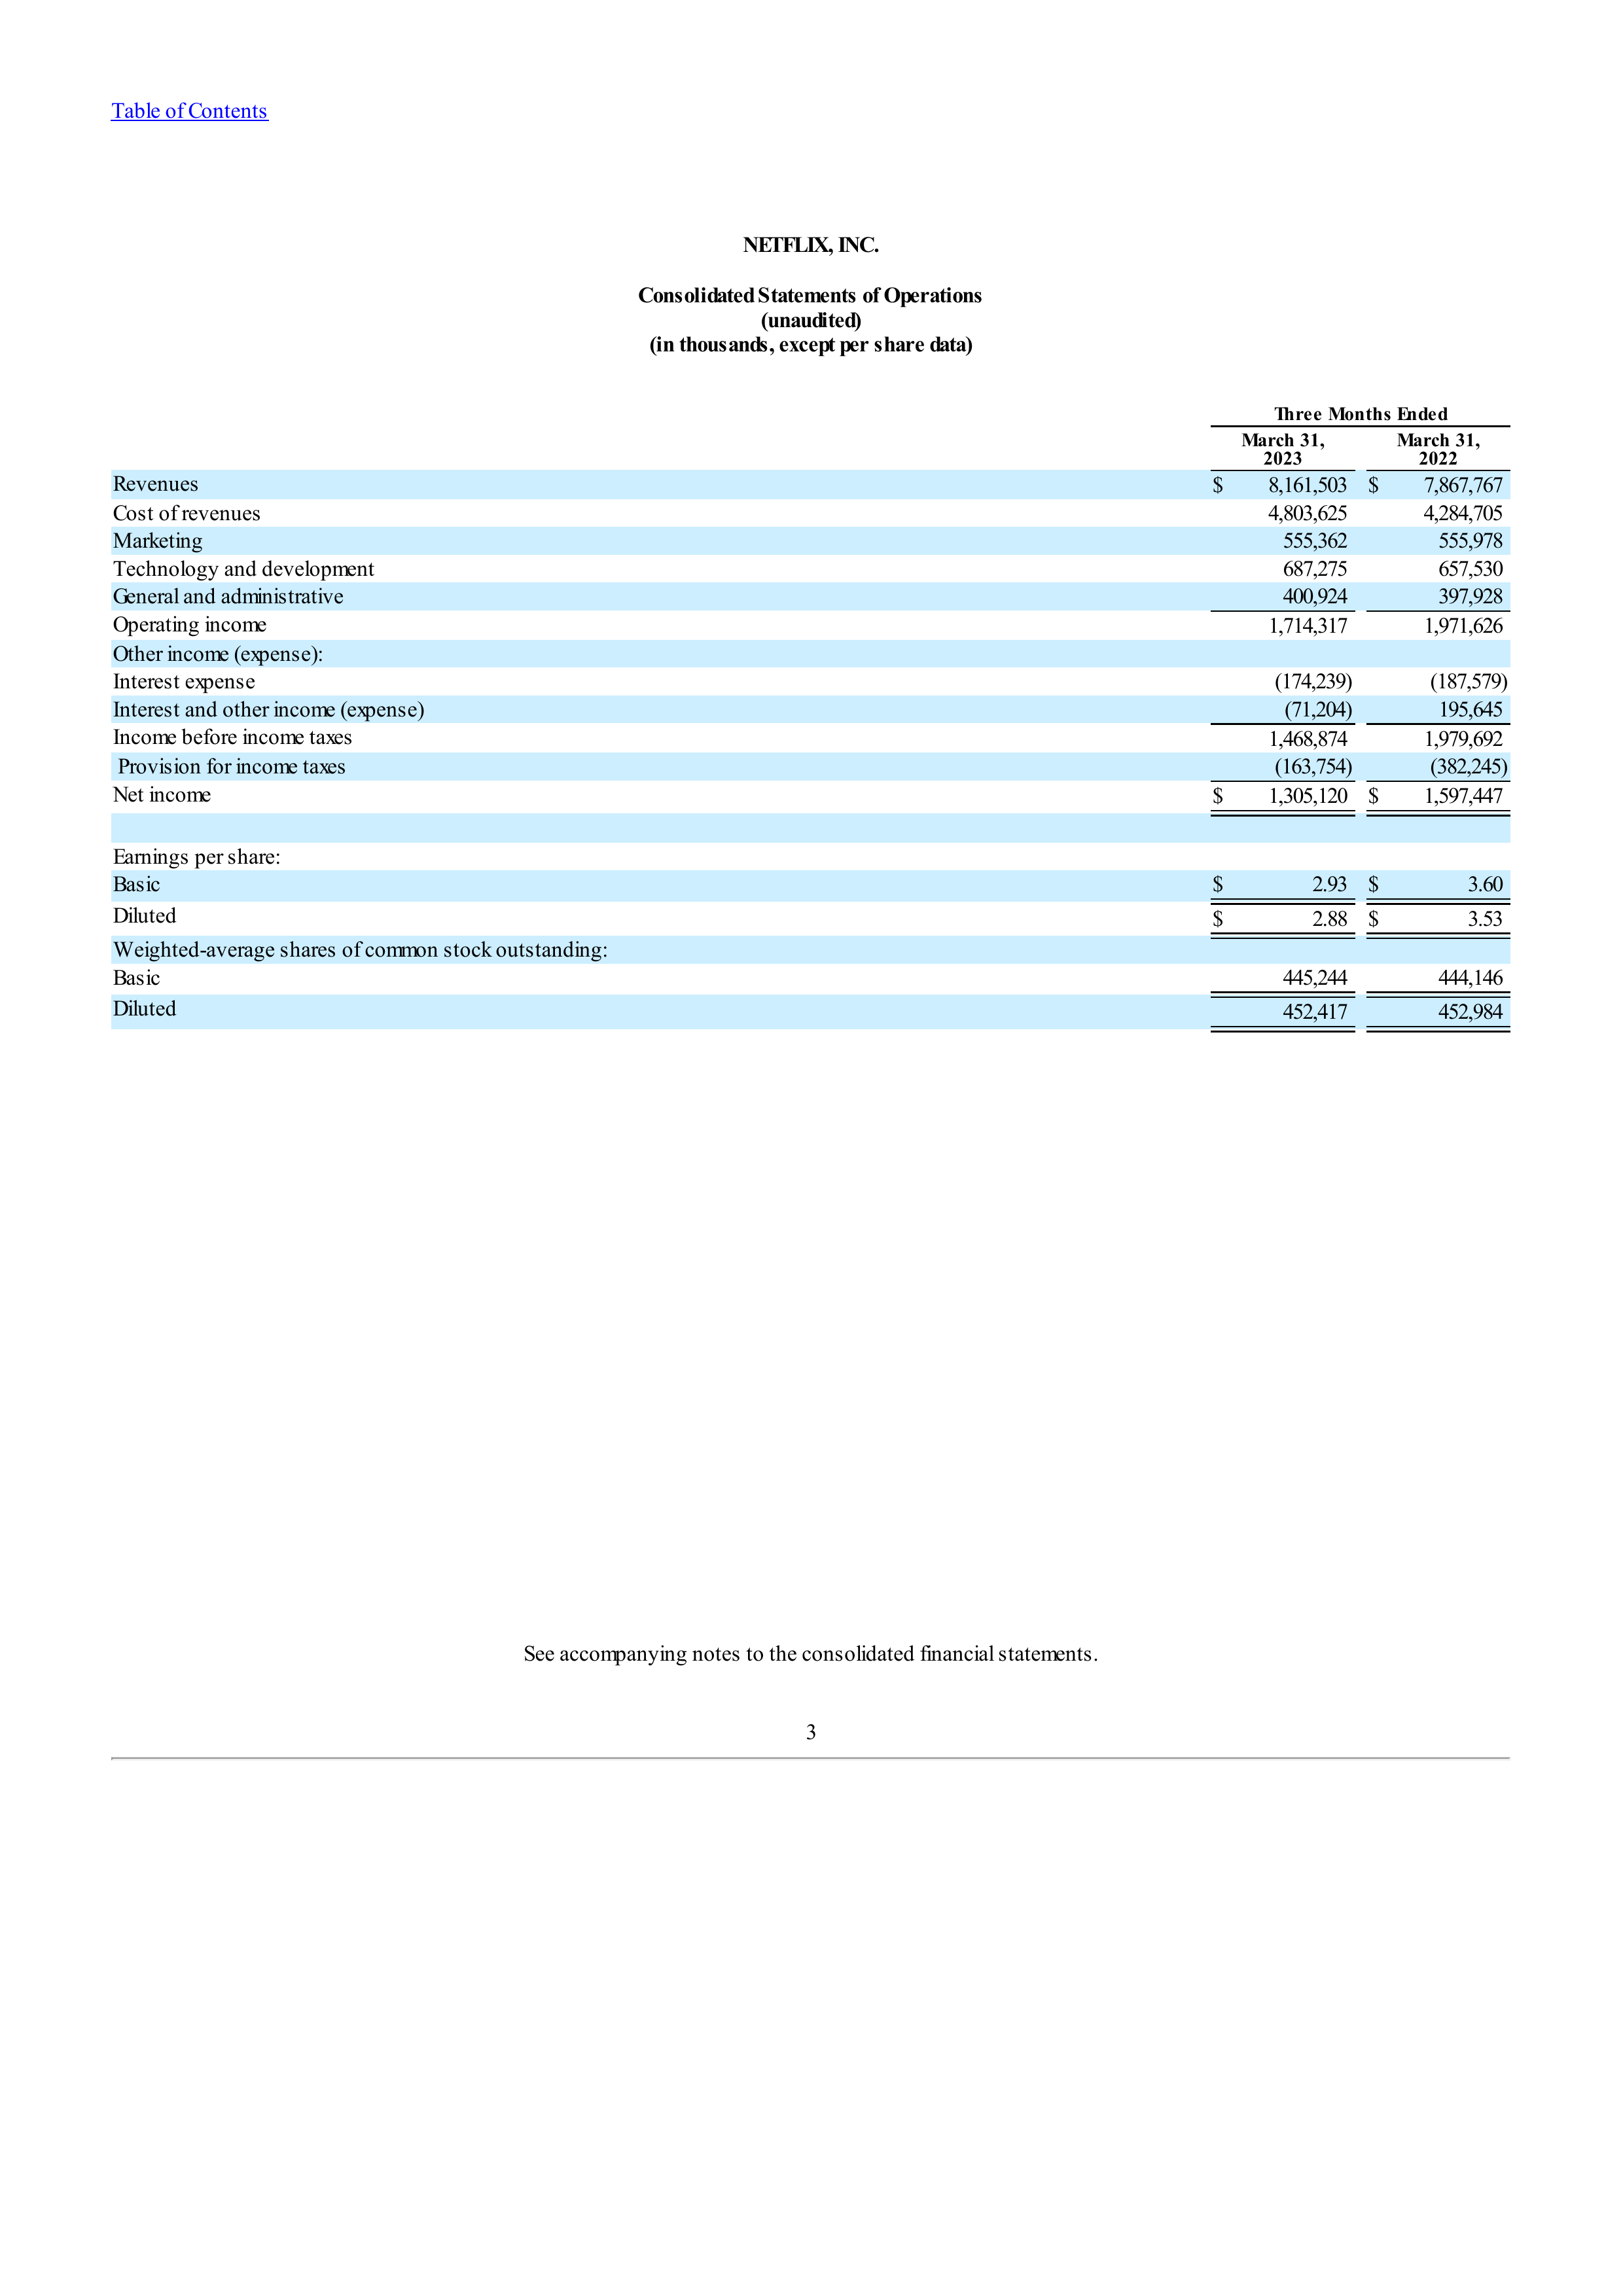 Table of Contents
NETFLIX, INC.
Consolidated Statements of Operations
(unaudited)
(in thousands, except per share data)
Three Months Ended
March 31, 2023 March 31, 2022
Revenues $ 8,161,503 $ 7,867,767
Cost of revenues 4,803,625 4,284,705
Marketing 555,362 555,978
Technology and development 687,275 657,530
General and administrative 400,924 397,928
Operating income 1,714,317 1,971,626
Other income (expense):
Interest expense (174,239) (187,579)
Interest and other income (expense) (71,204) 195,645
Income before income taxes 1,468,874 1,979,692
Provision for income taxes (163,754) (382,245)
Net income $ 1,305,120 $ 1,597,447
Earnings per share:
Basic $ 2.93 $ 3.60
Diluted $ 2.88 $ 3.53
Weighted-average shares of common stock outstanding:
Basic 445,244 444,146
Diluted 452,417 452,984
See accompanying notes to the consolidated financial statements.
3